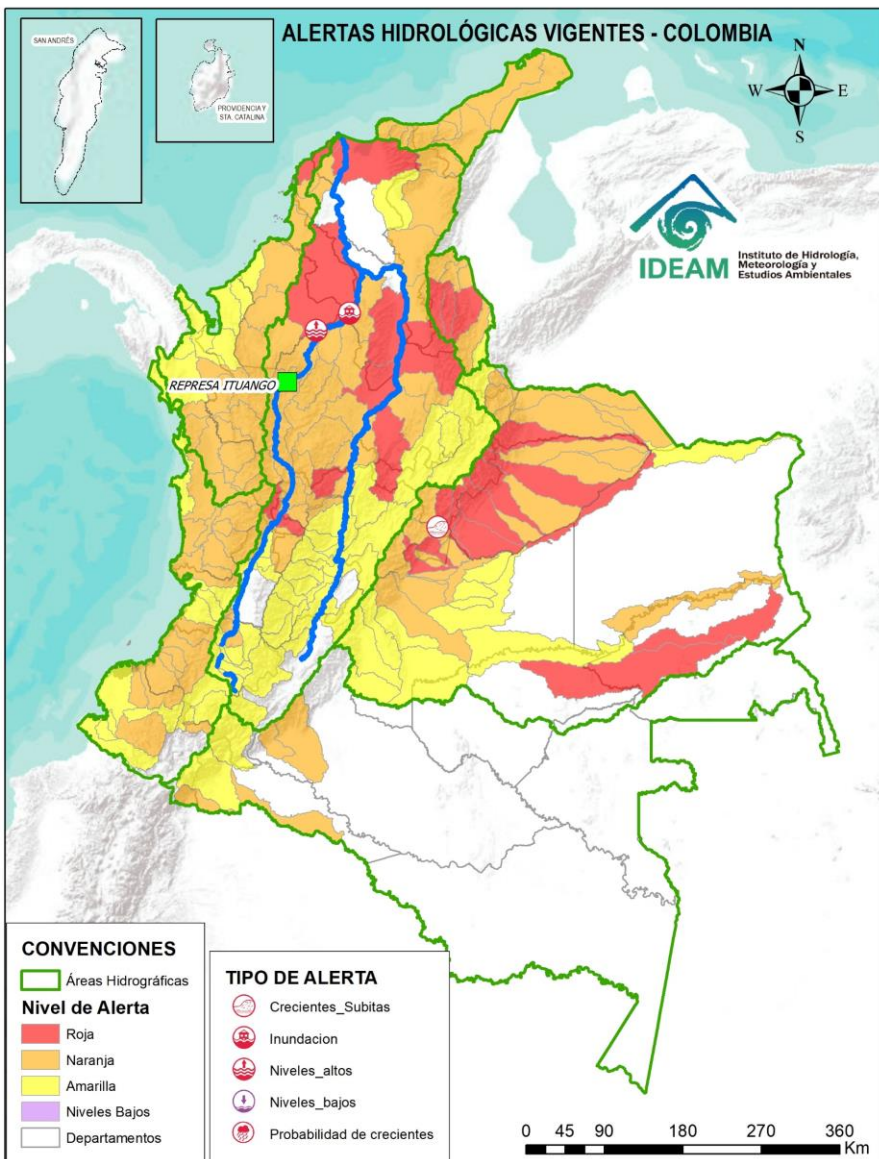 ALERTAS HIDROLÓGICAS VIGENTES - COLOMBIA
SAN ANDRÉS
PROVIDENCIA Y
STA. CATALINA
N
W
E
S
IDEAM
Instituto de Hidrología,
Meteorología y
Estudios Ambientales
REPRESA ITUANGO
CONVENCIONES
Áreas Hidrográficas
Nivel de Alerta
Roja
Naranja
Amarilla
Niveles Bajos
Departamentos
TIPO DE ALERTA
Crecientes_Subitas
Inundacion
Niveles_altos
Niveles_bajos
Probabilidad de crecientes
0 45 90 180 270 360
Km